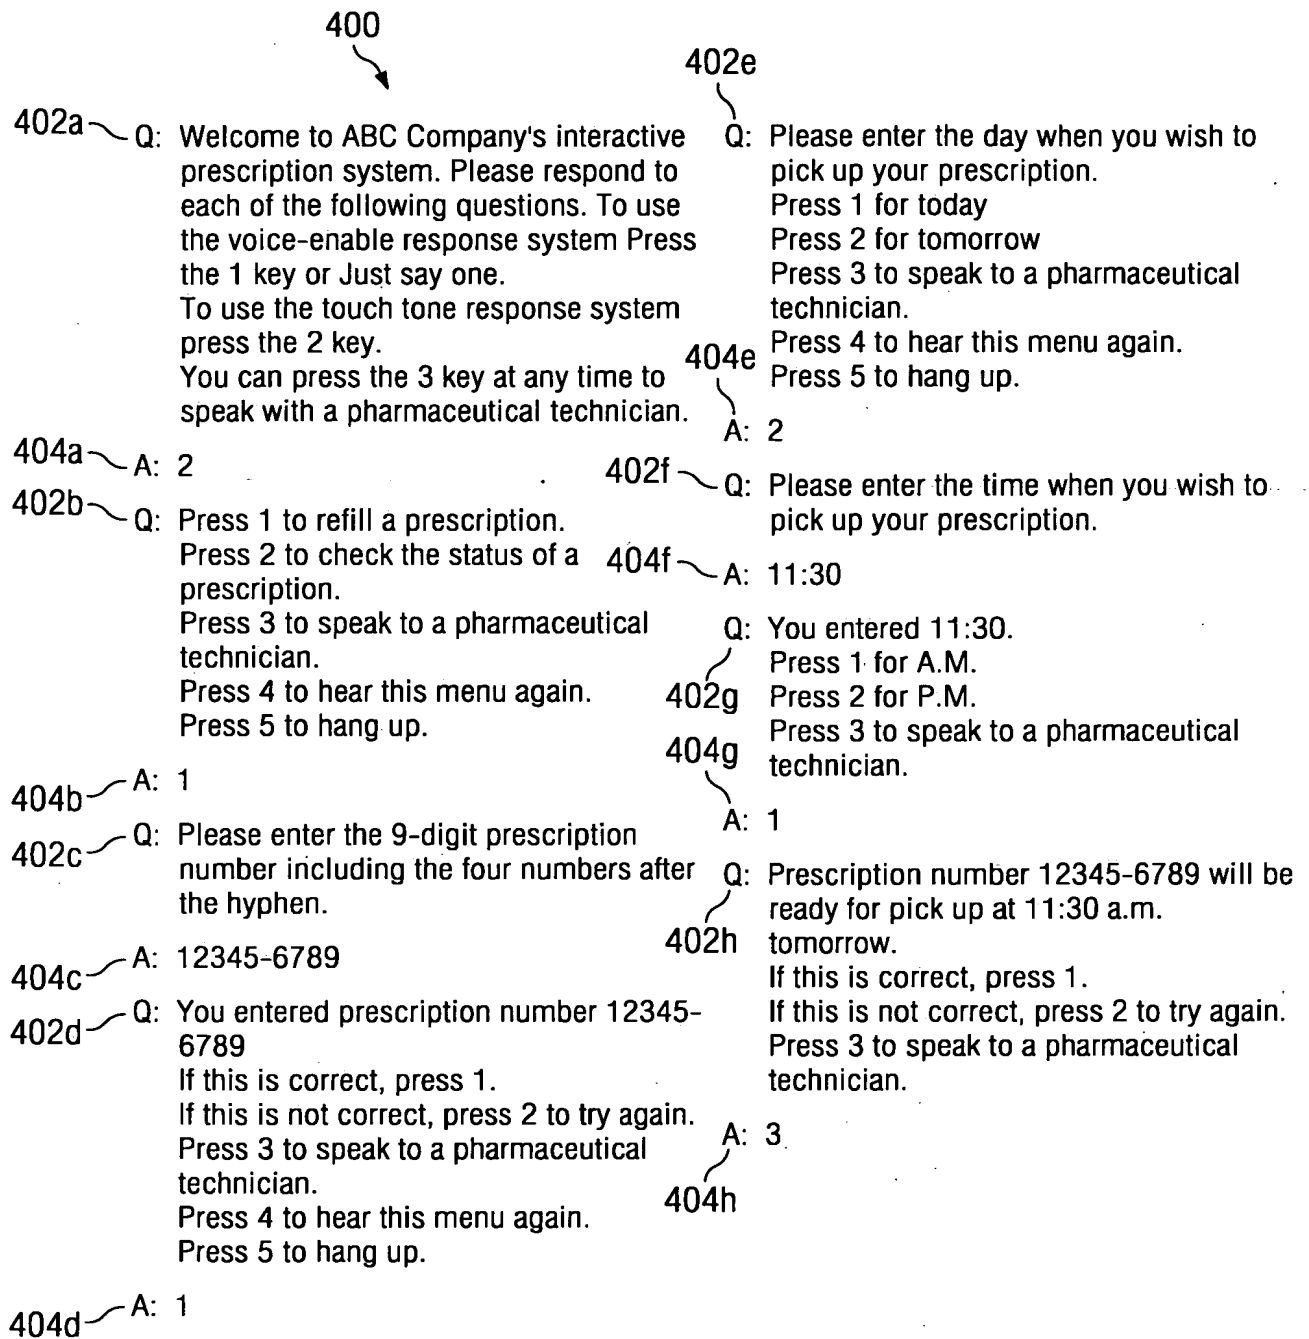 400
402a Q: Welcome to ABC Company's interactive
prescription system. Please respond to
each of the following questions. To use
the voice-enable response system Press
the 1 key or Just say one.
To use the touch tone response system
press the 2 key.
You can press the 3 key at any time to
speak with a pharmaceutical technician.
404a A: 2
402b Q: Press 1 to refill a prescription.
Press 2 to check the status of a
prescription.
Press 3 to speak to a pharmaceutical
technician.
Press 4 to hear this menu again.
Press 5 to hang up.
404b A: 1
402c Q: Please enter the 9-digit prescription
number including the four numbers after
the hyphen.
404c A: 12345-6789
402d Q: You entered prescription number 12345-
6789
If this is correct, press 1.
If this is not correct, press 2 to try again.
Press 3 to speak to a pharmaceutical
technician.
Press 4 to hear this menu again.
Press 5 to hang up.
404d A: 1
402e
Q: Please enter the day when you wish to
pick up your prescription.
Press 1 for today
Press 2 for tomorrow
Press 3 to speak to a pharmaceutical
technician.
Press 4 to hear this menu again.
Press 5 to hang up.
404e
A: 2
402f Q: Please enter the time when you wish to
pick up your prescription.
404f A: 11:30
Q: You entered 11:30.
Press 1 for A.M.
402g Press 2 for P.M.
Press 3 to speak to a pharmaceutical
technician.
404g
A: 1
Q: Prescription number 12345-6789 will be
ready for pick up at 11:30 a.m.
402h tomorrow.
If this is correct, press 1.
If this is not correct, press 2 to try again.
Press 3 to speak to a pharmaceutical
technician.
A: 3
404h